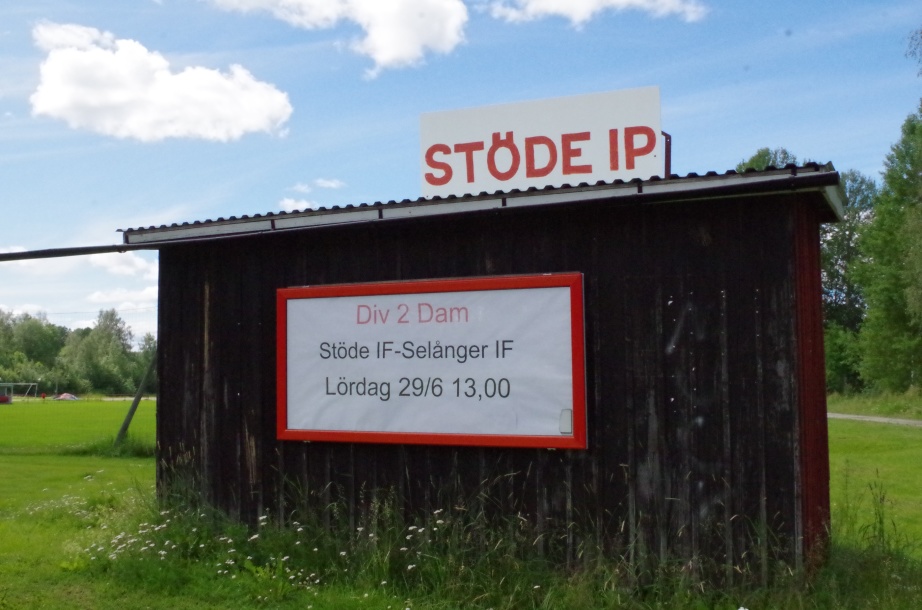 STÖDE IP
Div 2 Dam
Stöde IF-Selånger IF
Lördag 29/6 13,00